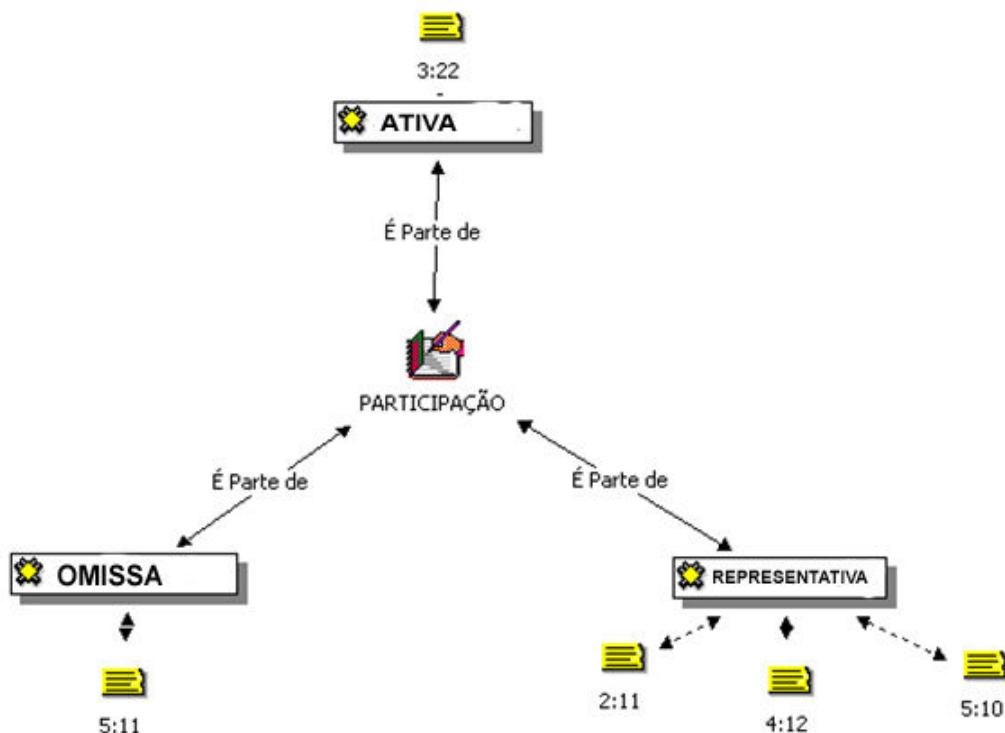 3:22
ATIVA
É Parte de
PARTICIPAÇÃO
É Parte de
É Parte de
OMISSA
REPRESENTATIVA
5:11
2:11
4:12
5:10